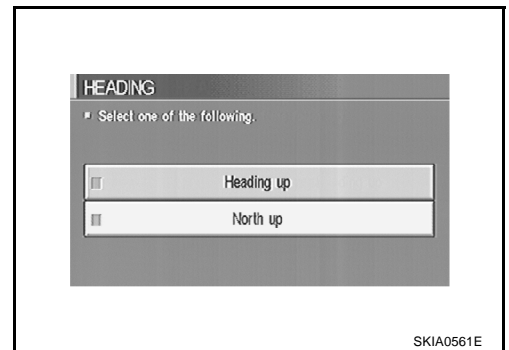 HEADING
Select one of the following.
Heading up
North up
SKIA0561E